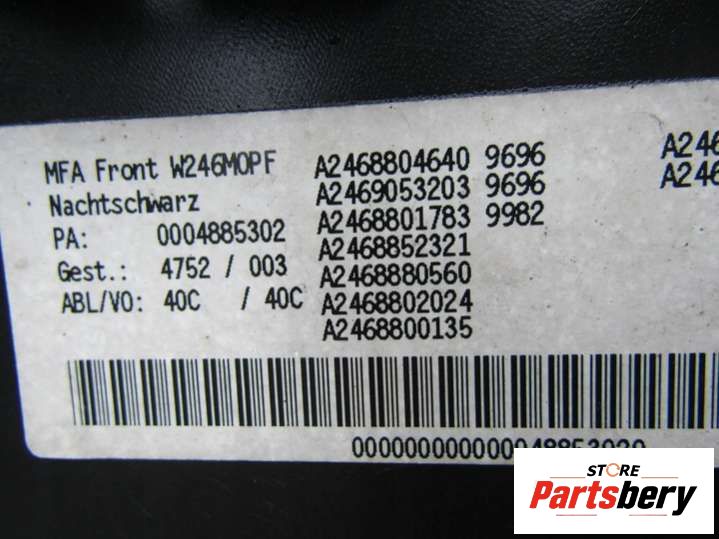 MFA Front W246MOPF A2468804640 9696 A246
Nachtschwarz A2469053203 9696 A246
PA: 0004885302 A2468801783 9982
Gest.: 4752 / 003 A2468852321
ABL/VO: 40C / 40C A2468880560
A2468802024
A2468800135
STORE
Partsbery